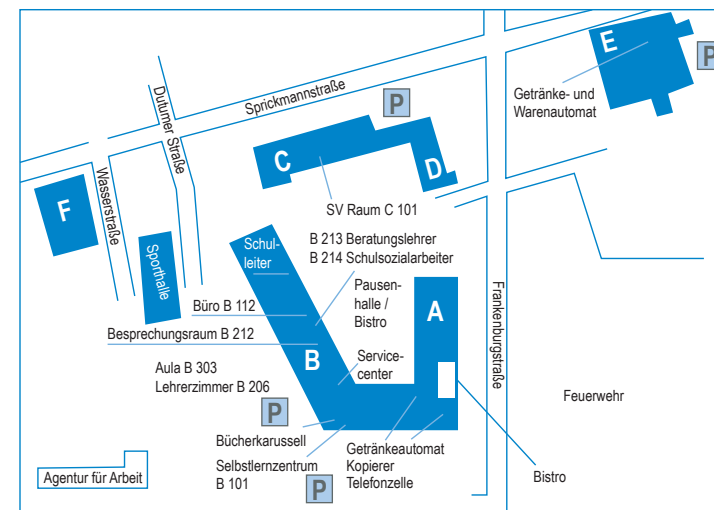 E
P
Getränke- und
Warenautomat
Sprickmannstraße
P
Dutumer Straße
C
D
Wasserstraße
F
SV Raum C 101
Sporthalle
Schul-
leiter
B 213 Beratungslehrer
B 214 Schulsozialarbeiter
Pausen-
halle /
Bistro
A
Frankenburgstraße
Büro B 112
Besprechungsraum B 212
B
Service-
center
Aula B 303
Lehrerzimmer B 206
Feuerwehr
P
Bücherkarussell
Selbstlernzentrum
B 101
P
Getränkeautomat
Kopierer
Telefonzelle
Bistro
Agentur für Arbeit